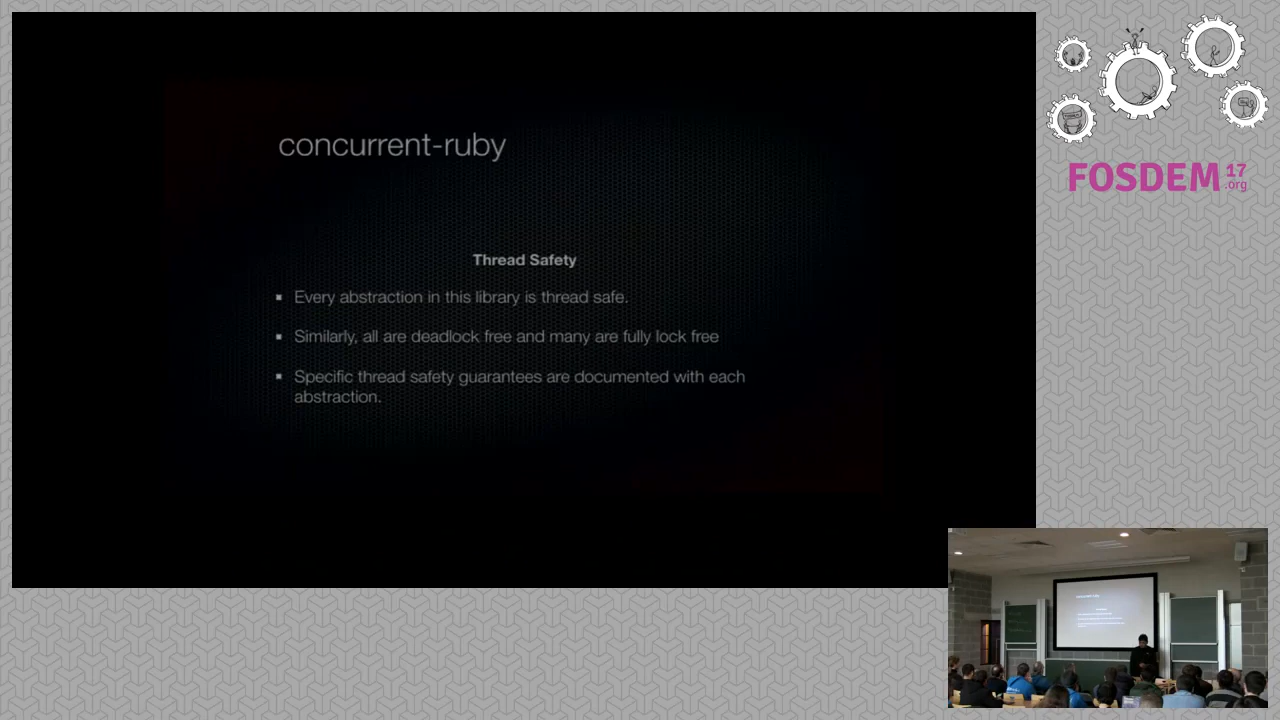 concurrent-ruby
Thread Safety
Every abstraction in this library is thread safe.
Similarly, all are deadlock free and many are fully lock free
Specific thread safety guarantees are documented with each
abstraction.
FOSDEM 17
.org